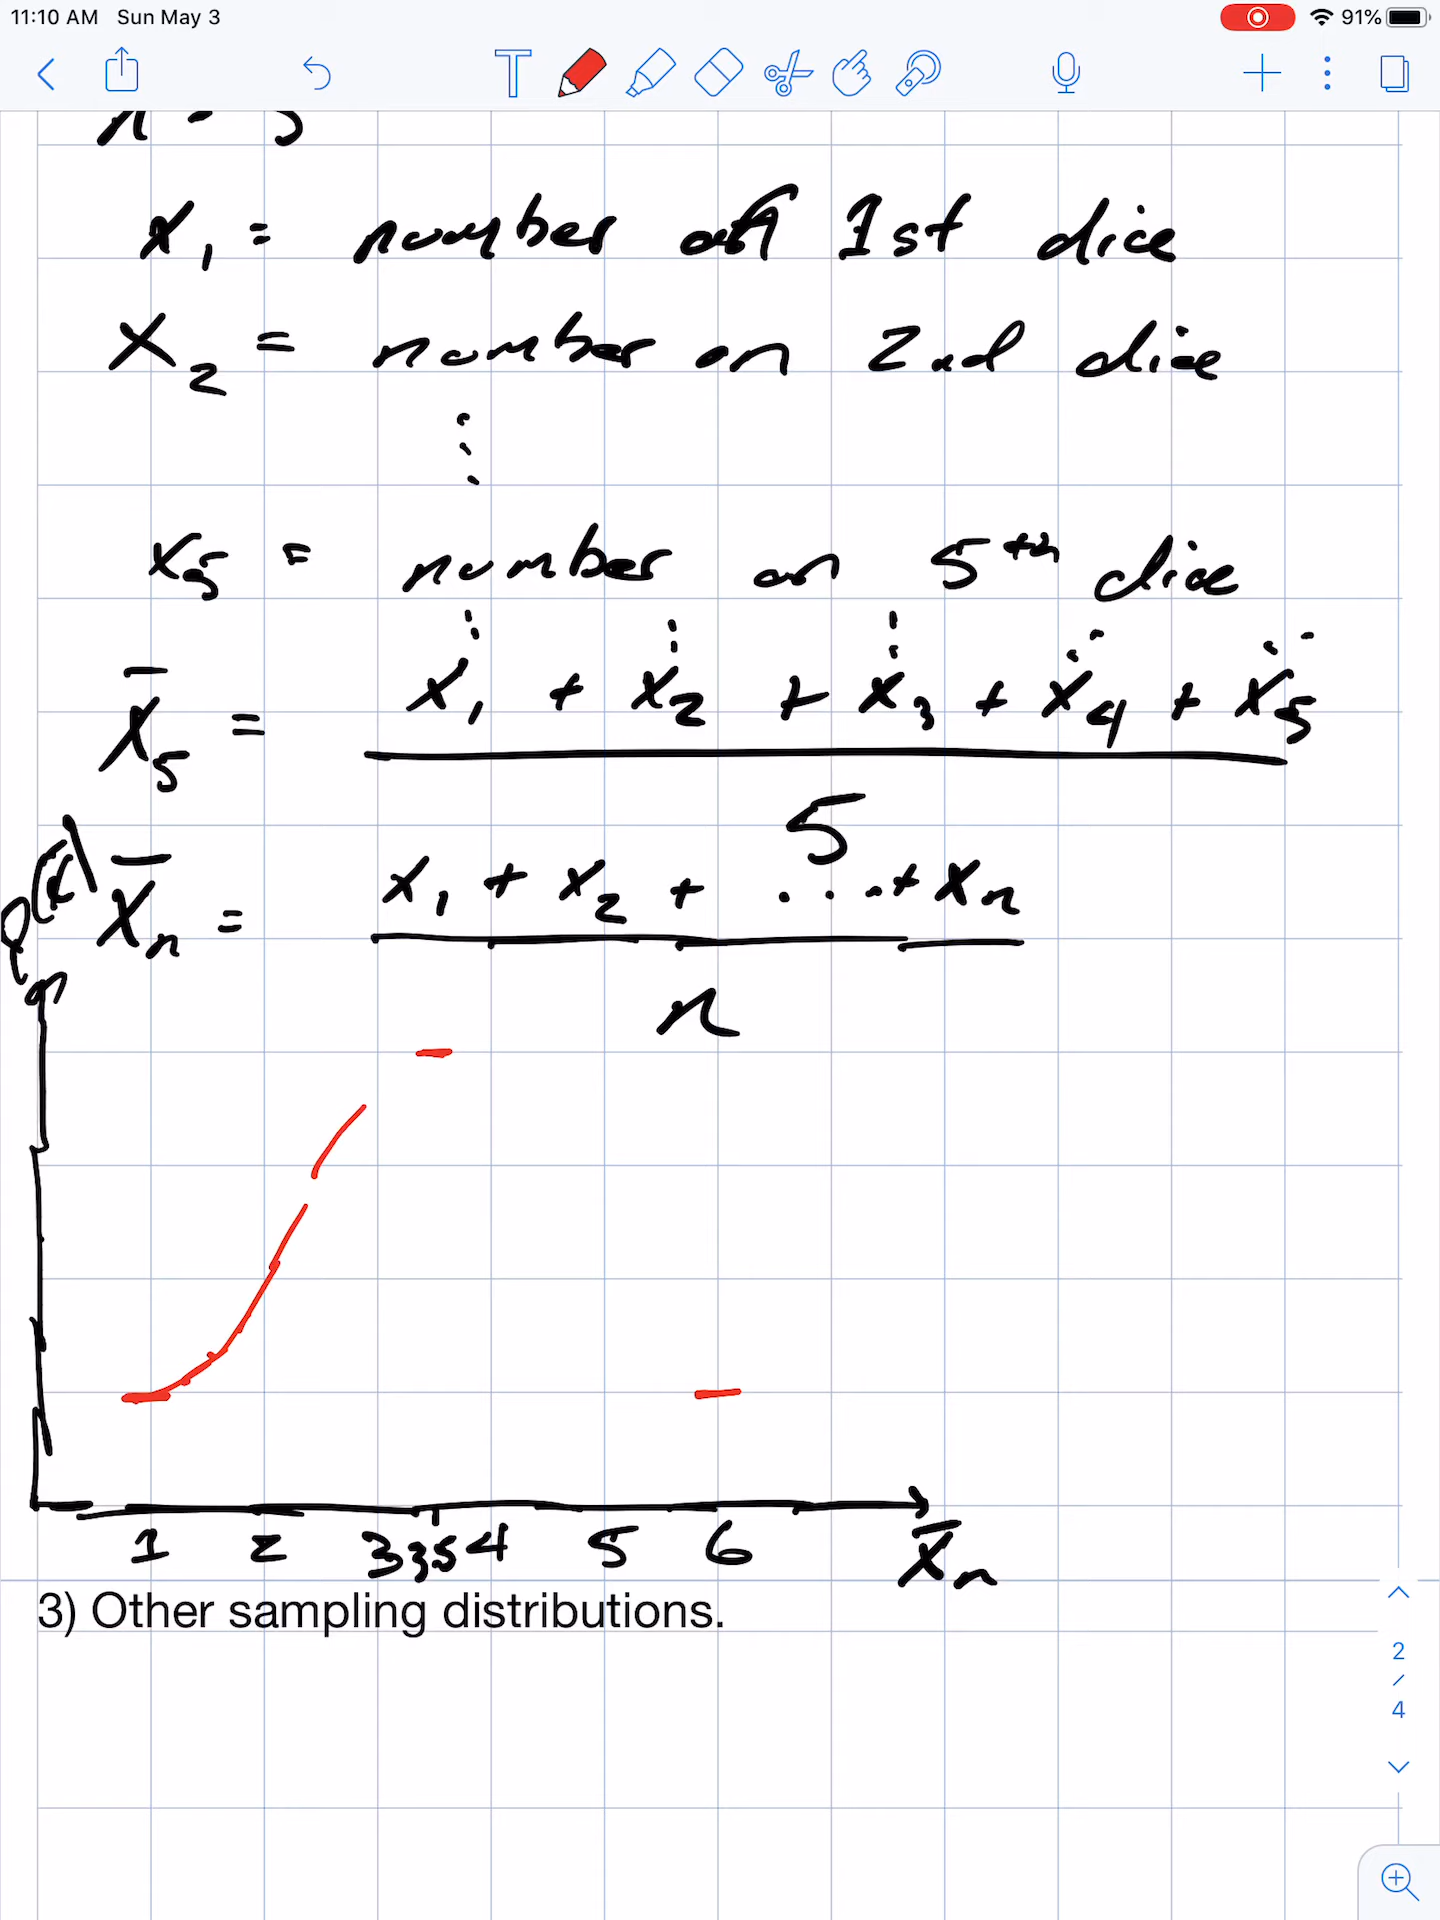 11:10 AM Sun May 3 91%
T
n = 5
X₁ = number on 1st dice
X₂ = number on 2nd dice
⋮
X₅ = number on 5th dice
X̄₅ = (X₁ + X₂ + X₃ + X₄ + X₅) / 5
X̄ₙ = (X₁ + X₂ + ... + Xₙ) / n
P(X)
1 2 3 3.5 4 5 6 X̄ₙ
3) Other sampling distributions.
2
/
4